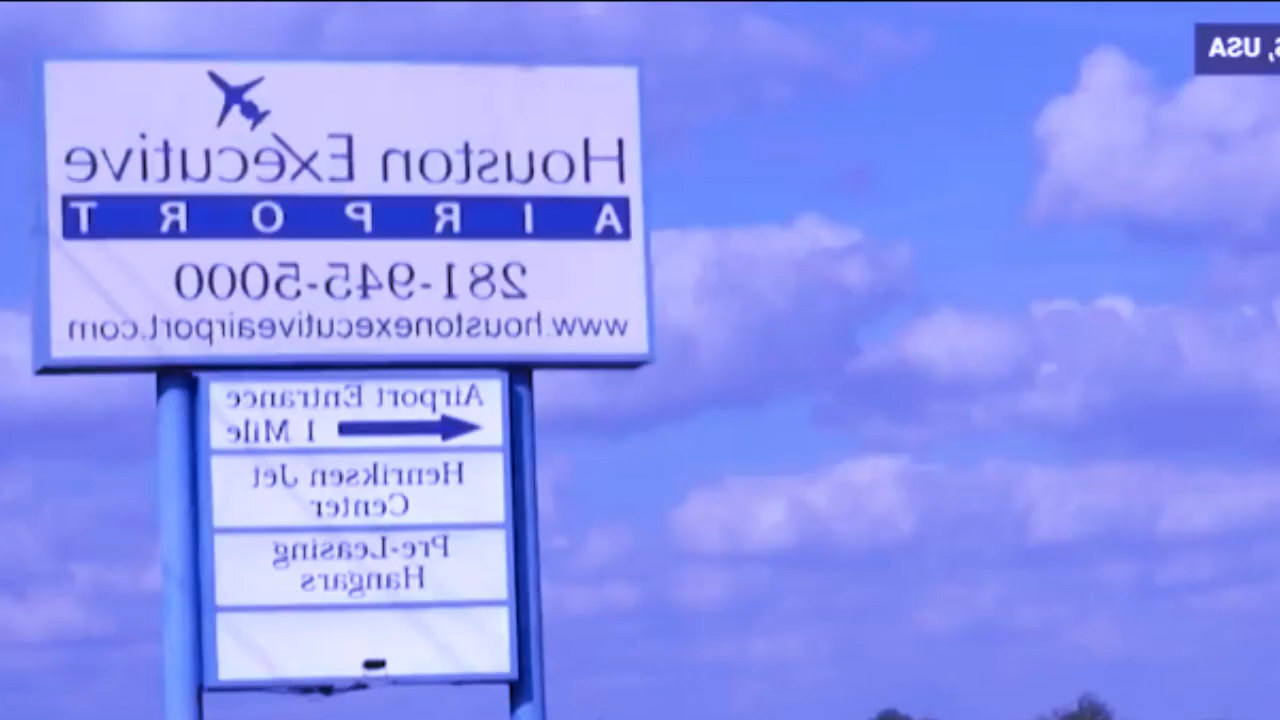 Houston Executive
AIRPORT
281-945-5000
www.houstonexecutiveairport.com
Airport Entrance
1 Mile
Henriksen Jet
Center
Pre-Leasing
Hangars
, USA